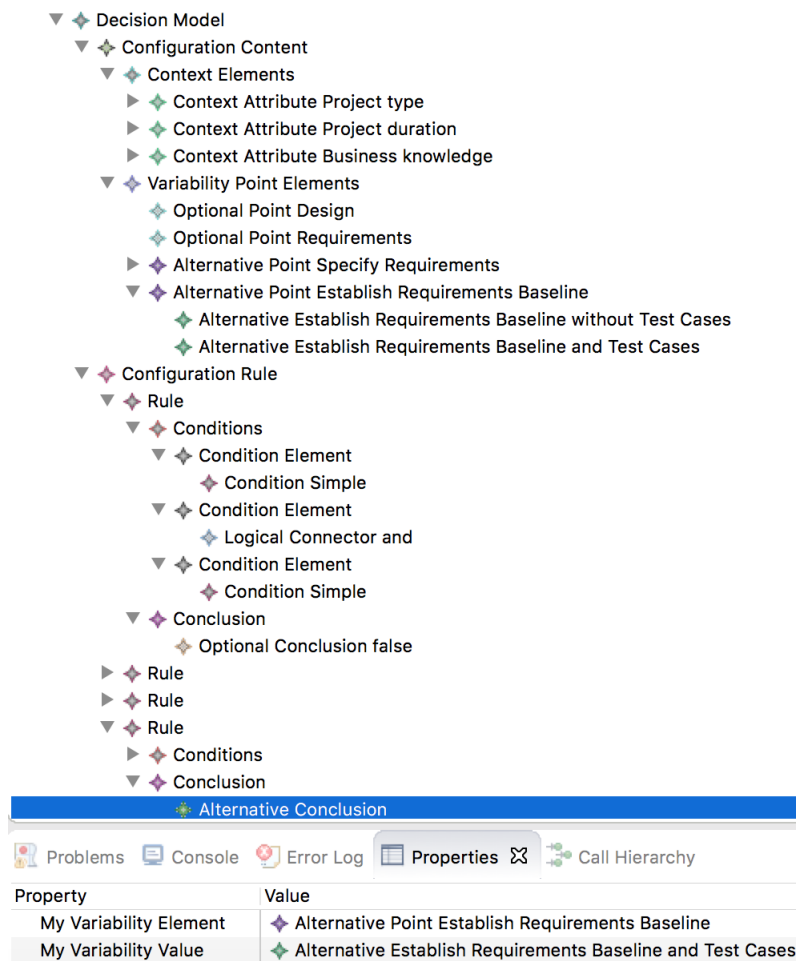 Decision Model
Configuration Content
Context Elements
Context Attribute Project type
Context Attribute Project duration
Context Attribute Business knowledge
Variability Point Elements
Optional Point Design
Optional Point Requirements
Alternative Point Specify Requirements
Alternative Point Establish Requirements Baseline
Alternative Establish Requirements Baseline without Test Cases
Alternative Establish Requirements Baseline and Test Cases
Configuration Rule
Rule
Conditions
Condition Element
Condition Simple
Condition Element
Logical Connector and
Condition Element
Condition Simple
Conclusion
Optional Conclusion false
Rule
Rule
Rule
Conditions
Conclusion
Alternative Conclusion
Problems Console Error Log Properties Call Hierarchy
Property Value
My Variability Element Alternative Point Establish Requirements Baseline
My Variability Value Alternative Establish Requirements Baseline and Test Cases